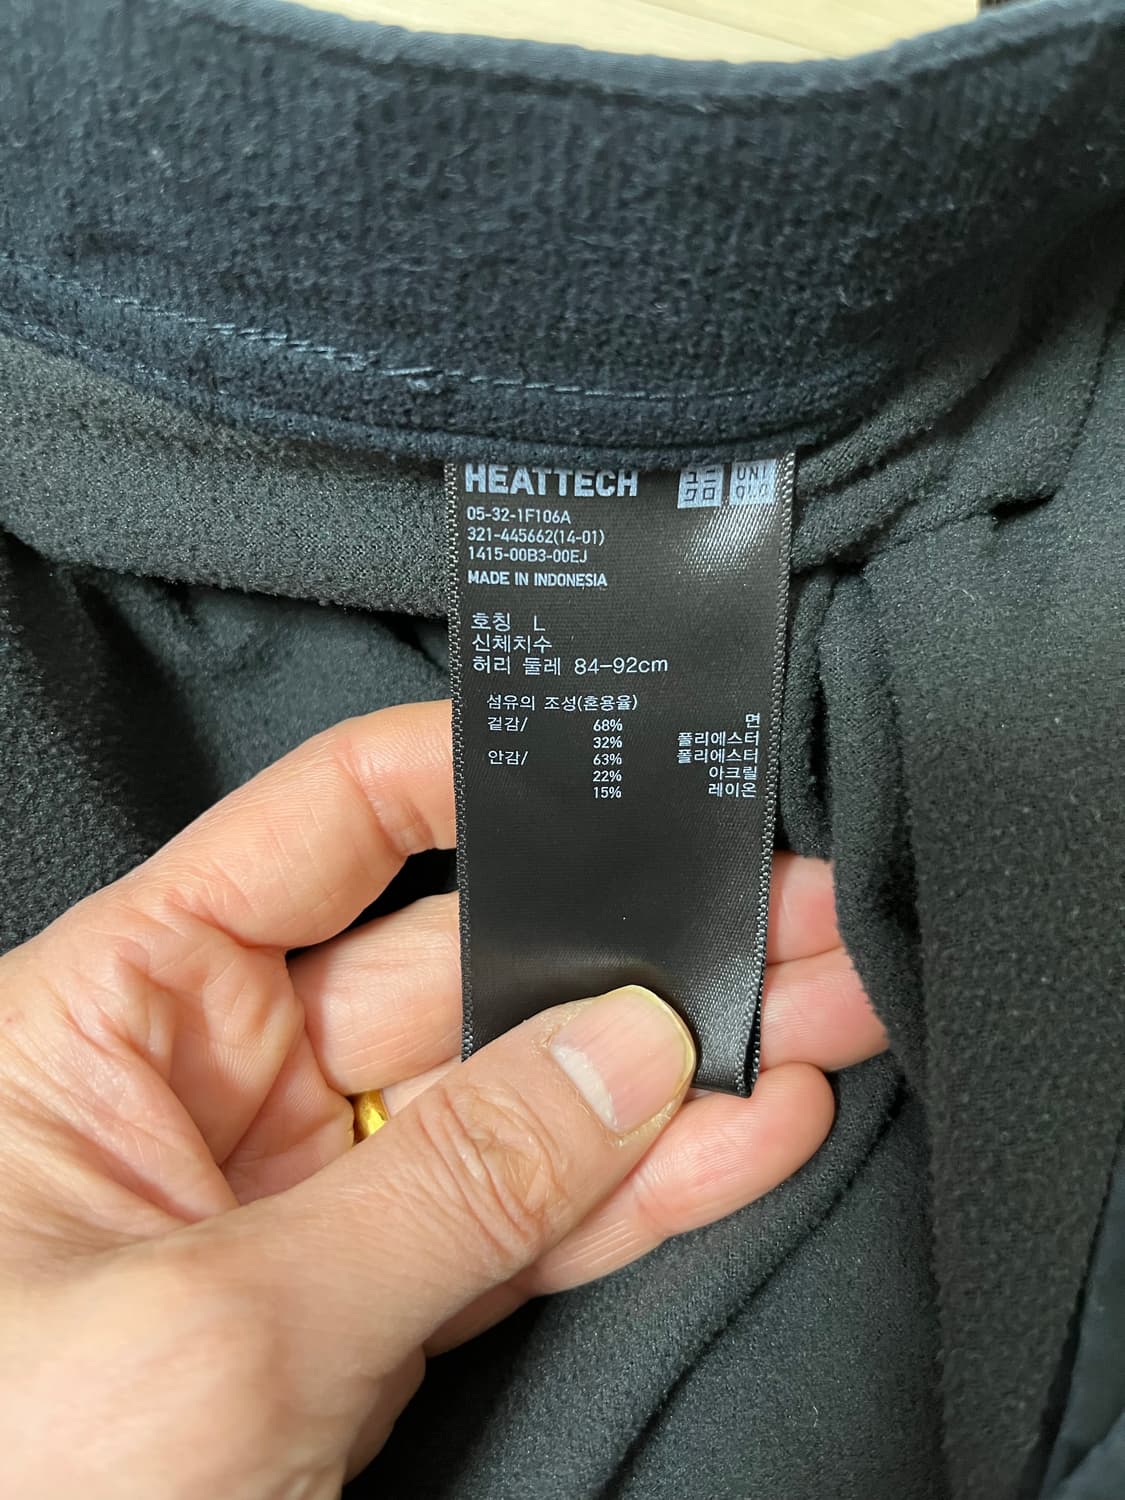 HEATTECH
UNI
QLO
05-32-1F106A
321-445662(14-01)
1415-00B3-00EJ
MADE IN INDONESIA
호칭 L
신체치수
허리 둘레 84-92cm
섬유의 조성(혼용율)
겉감/ 68% 면
32% 폴리에스터
안감/ 63% 폴리에스터
22% 아크릴
15% 레이온